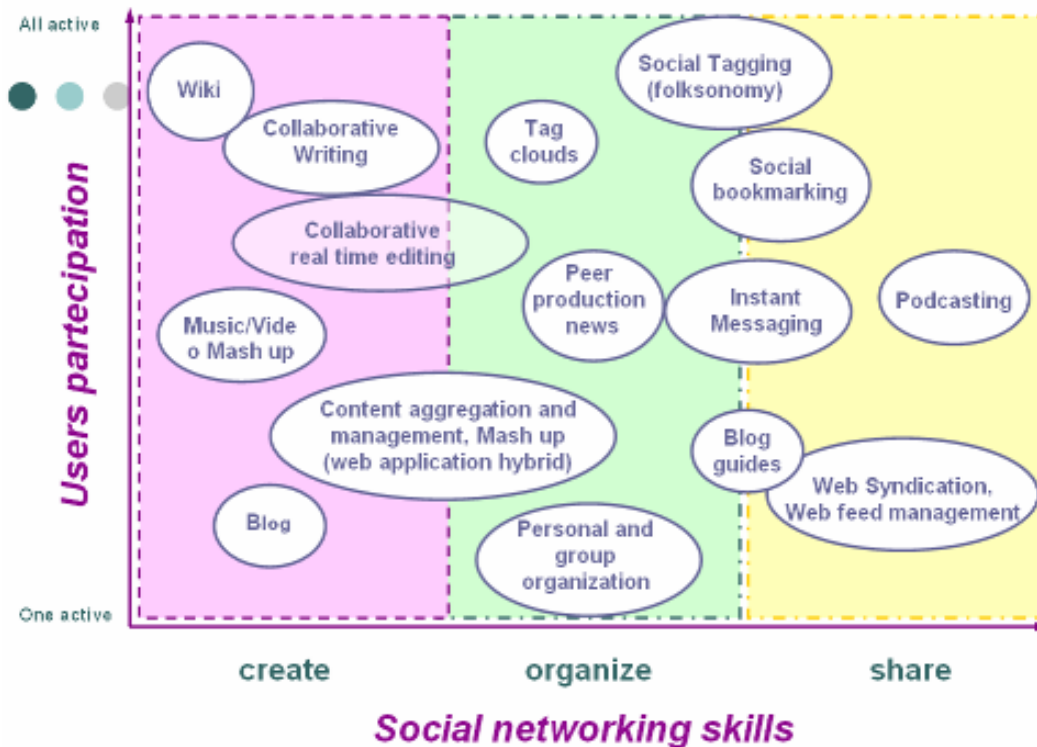 All active
Users partecipation
One active
Wiki
Collaborative
Writing
Collaborative
real time editing
Music/Vide
o Mash up
Content aggregation and
management, Mash up
(web application hybrid)
Blog
Social Tagging
(folksonomy)
Tag
clouds
Social
bookmarking
Peer
production
news
Instant
Messaging
Podcasting
Blog
guides
Web Syndication,
Web feed management
Personal and
group
organization
create
organize
share
Social networking skills